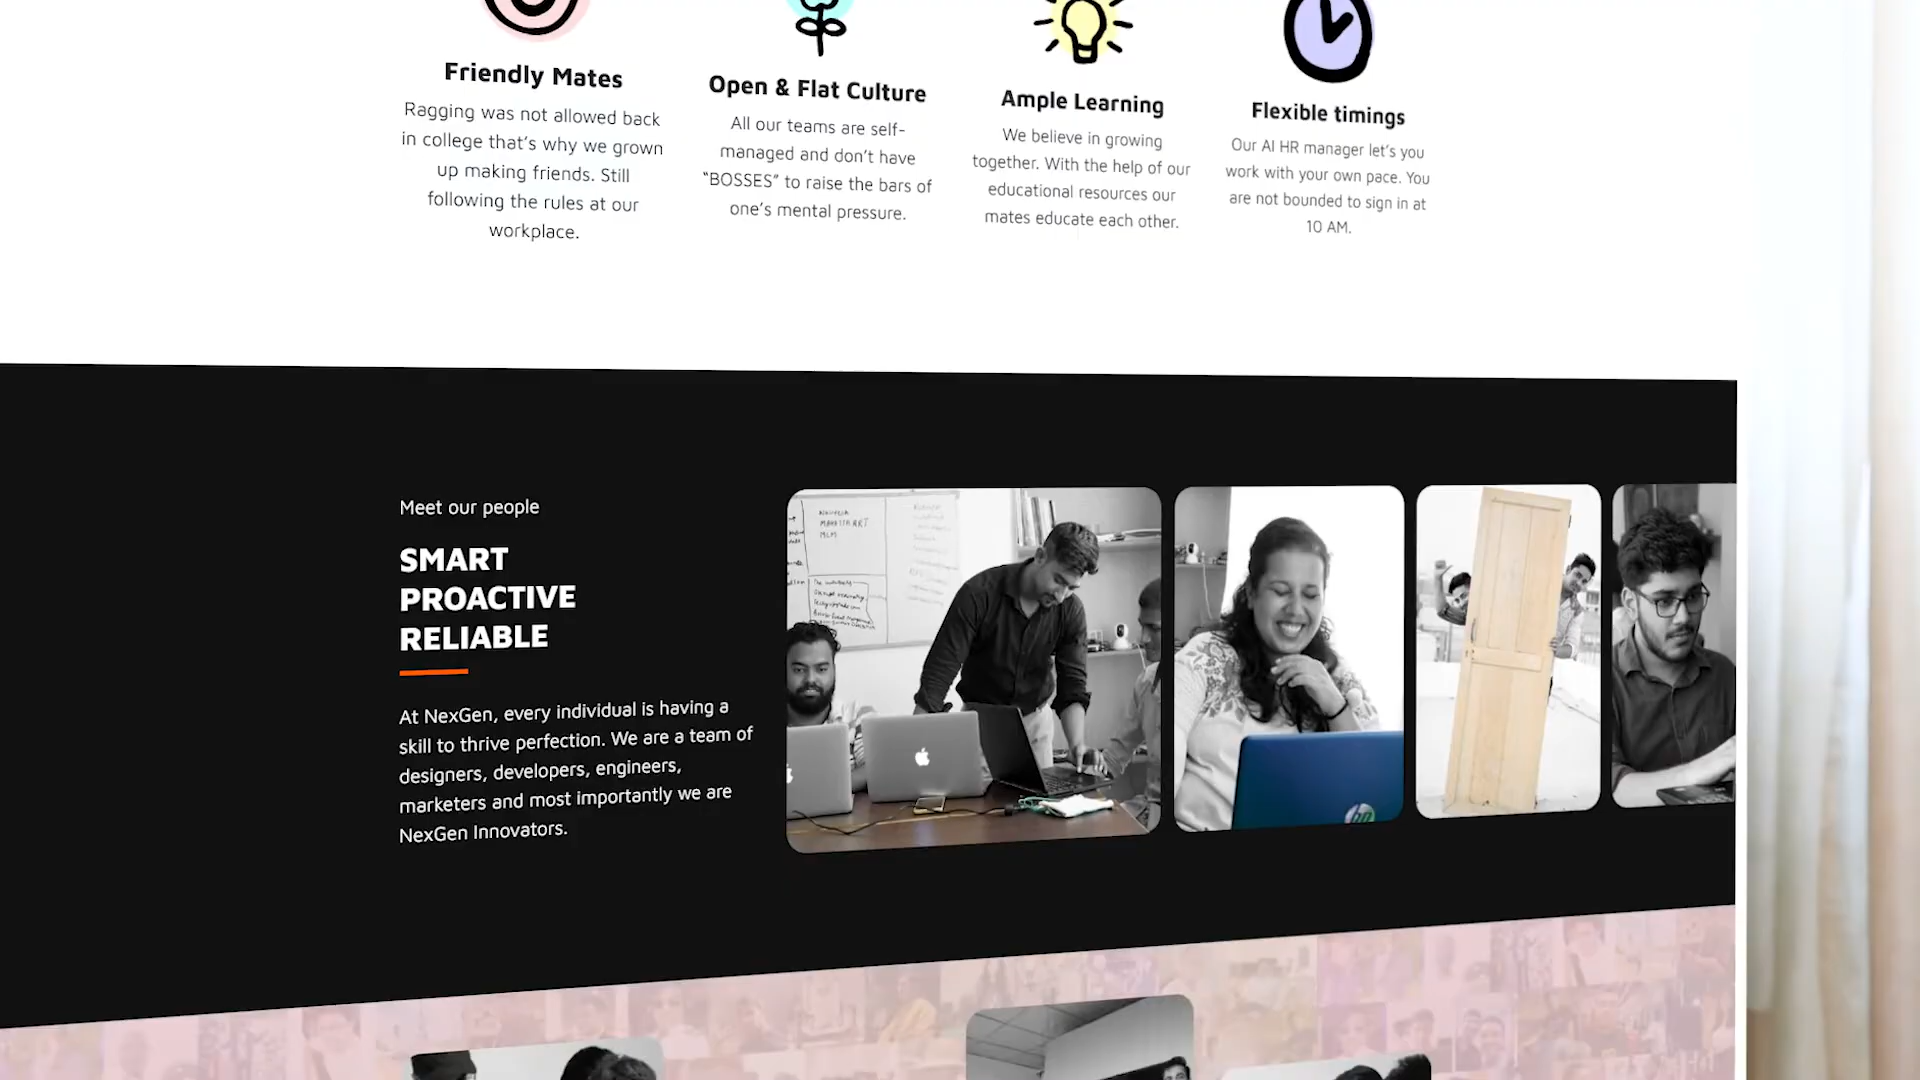 Friendly Mates
Ragging was not allowed back
in college that's why we grown
up making friends. Still
following the rules at our
workplace.
Open & Flat Culture
All our teams are self-
managed and don't have
"BOSSES" to raise the bars of
one's mental pressure.
Ample Learning
We believe in growing
together. With the help of our
educational resources our
mates educate each other.
Flexible timings
Our AI HR manager let's you
work with your own pace. You
are not bounded to sign in at
10 AM.
Meet our people
SMART
PROACTIVE
RELIABLE
At NexGen, every individual is having a
skill to thrive perfection. We are a team of
designers, developers, engineers,
marketers and most importantly we are
NexGen Innovators.
MLM
hp